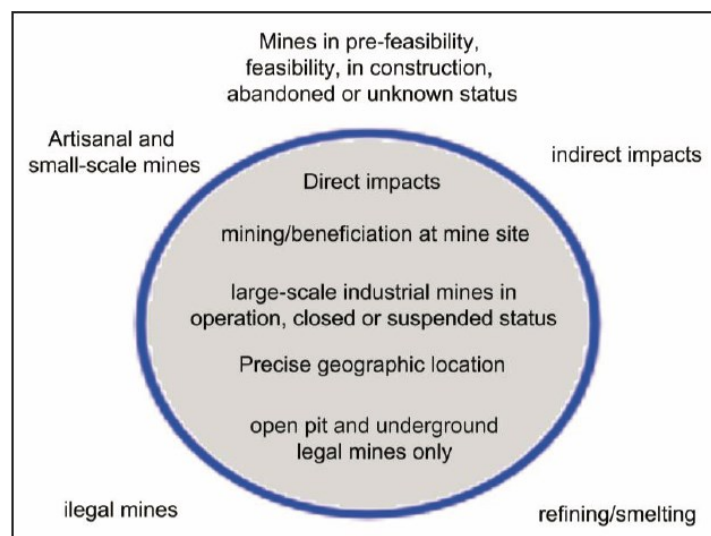 Mines in pre-feasibility,
feasibility, in construction,
abandoned or unknown status
Artisanal and
small-scale mines
indirect impacts
Direct impacts
mining/beneficiation at mine site
large-scale industrial mines in
operation, closed or suspended status
Precise geographic location
open pit and underground
legal mines only
ilegal mines
refining/smelting